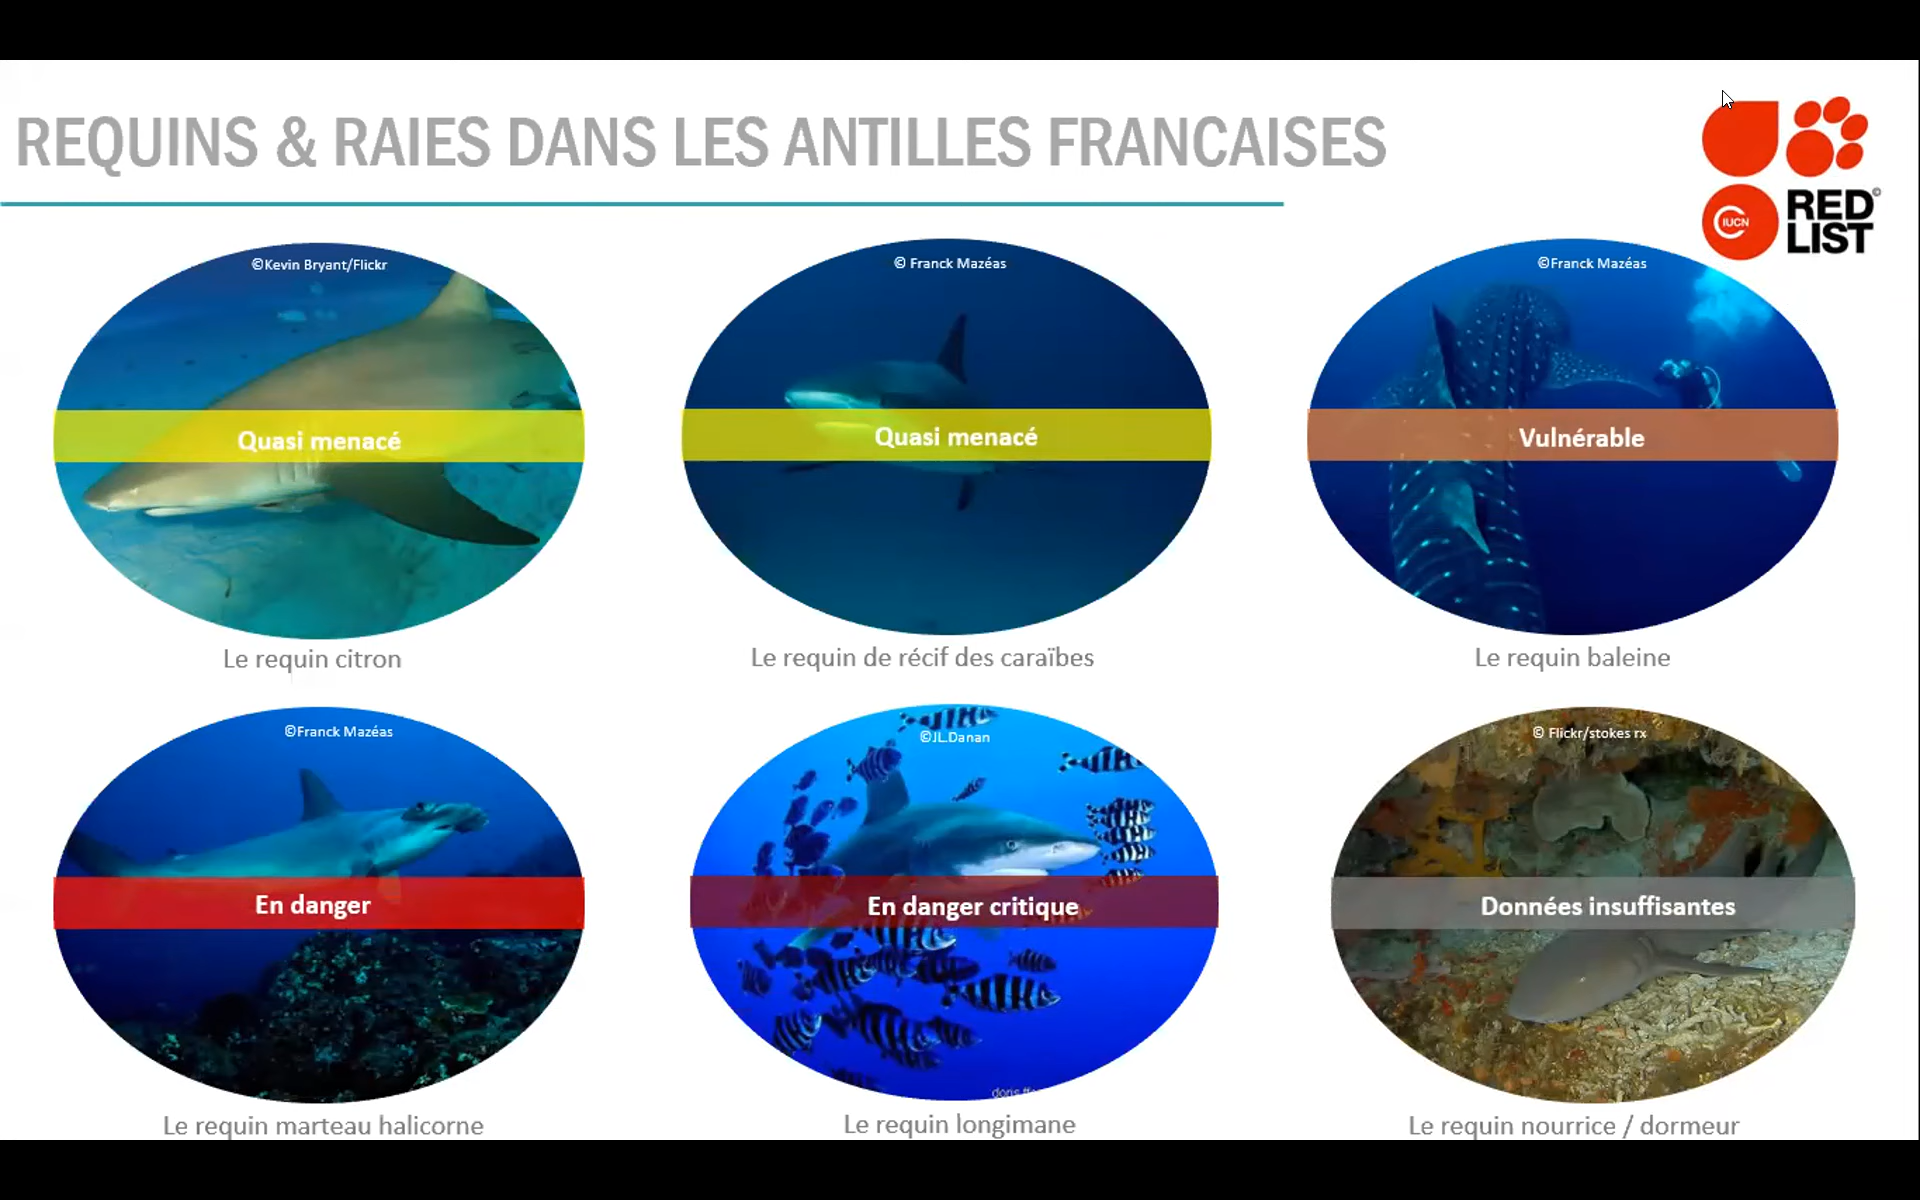 REQUINS & RAIES DANS LES ANTILLES FRANCAISES
IUCN
RED
LIST
©
©Kevin Bryant/Flickr
Quasi menacé
Le requin citron
© Franck Mazéas
Quasi menacé
Le requin de récif des caraïbes
©Franck Mazéas
Vulnérable
Le requin baleine
©Franck Mazéas
En danger
Le requin marteau halicorne
©JL.Danan
En danger critique
Le requin longimane
© Flickr/stokes rx
Données insuffisantes
Le requin nourrice / dormeur